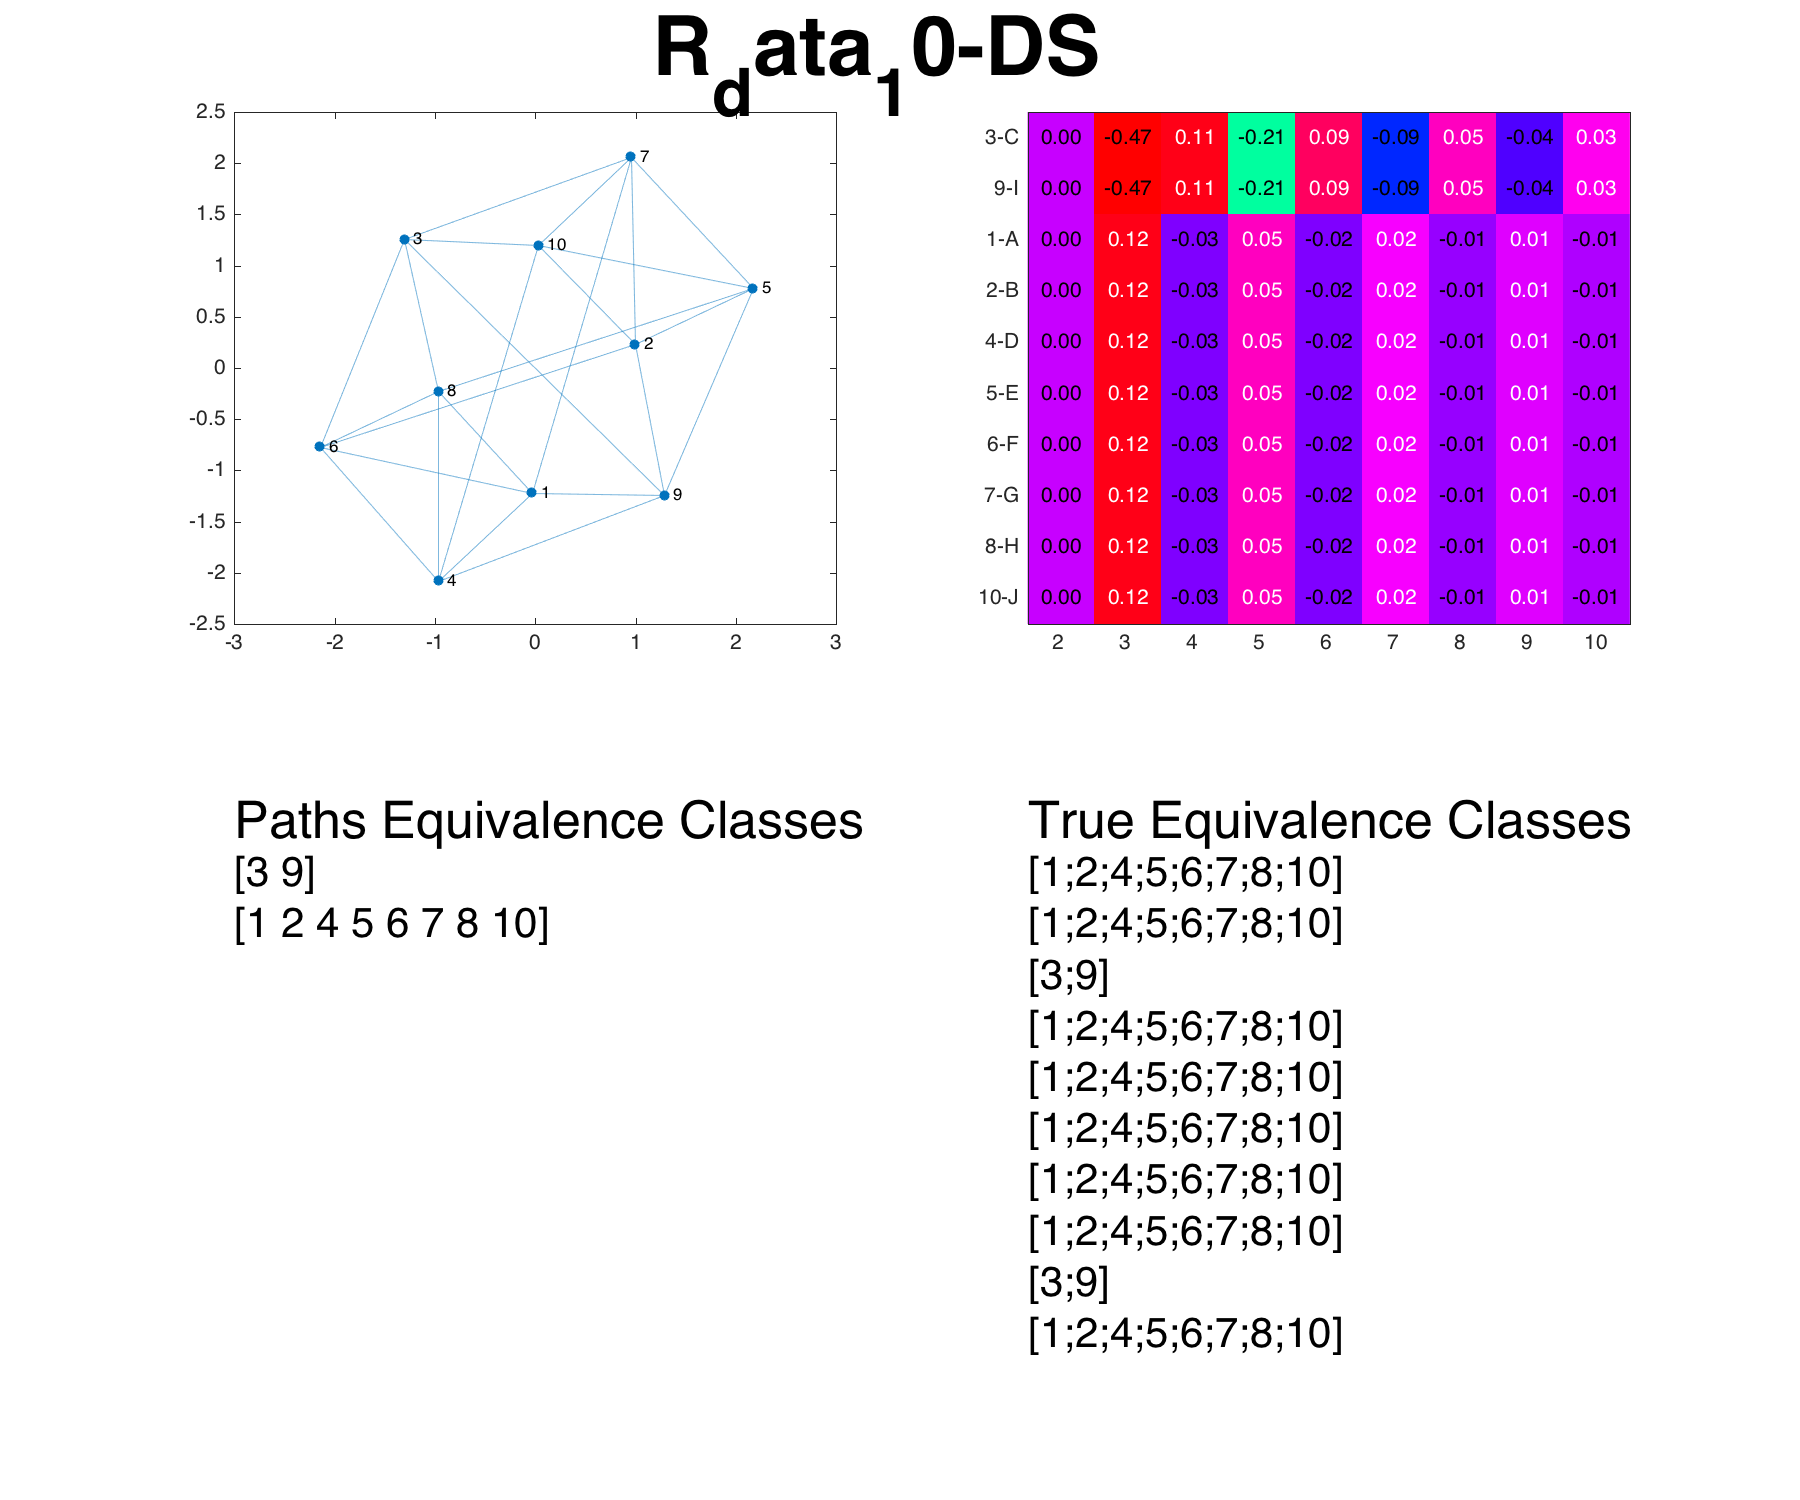 R_data_10-DS
2.5
2
1.5
1
0.5
0
-0.5
-1
-1.5
-2
-2.5
-3 -2 -1 0 1 2 3
7
3
10
5
2
8
6
1
9
4
3-C 0.00 -0.47 0.11 -0.21 0.09 -0.09 0.05 -0.04 0.03
9-I 0.00 -0.47 0.11 -0.21 0.09 -0.09 0.05 -0.04 0.03
1-A 0.00 0.12 -0.03 0.05 -0.02 0.02 -0.01 0.01 -0.01
2-B 0.00 0.12 -0.03 0.05 -0.02 0.02 -0.01 0.01 -0.01
4-D 0.00 0.12 -0.03 0.05 -0.02 0.02 -0.01 0.01 -0.01
5-E 0.00 0.12 -0.03 0.05 -0.02 0.02 -0.01 0.01 -0.01
6-F 0.00 0.12 -0.03 0.05 -0.02 0.02 -0.01 0.01 -0.01
7-G 0.00 0.12 -0.03 0.05 -0.02 0.02 -0.01 0.01 -0.01
8-H 0.00 0.12 -0.03 0.05 -0.02 0.02 -0.01 0.01 -0.01
10-J 0.00 0.12 -0.03 0.05 -0.02 0.02 -0.01 0.01 -0.01
2 3 4 5 6 7 8 9 10
Paths Equivalence Classes
[3 9]
[1 2 4 5 6 7 8 10]
True Equivalence Classes
[1;2;4;5;6;7;8;10]
[1;2;4;5;6;7;8;10]
[3;9]
[1;2;4;5;6;7;8;10]
[1;2;4;5;6;7;8;10]
[1;2;4;5;6;7;8;10]
[1;2;4;5;6;7;8;10]
[1;2;4;5;6;7;8;10]
[3;9]
[1;2;4;5;6;7;8;10]